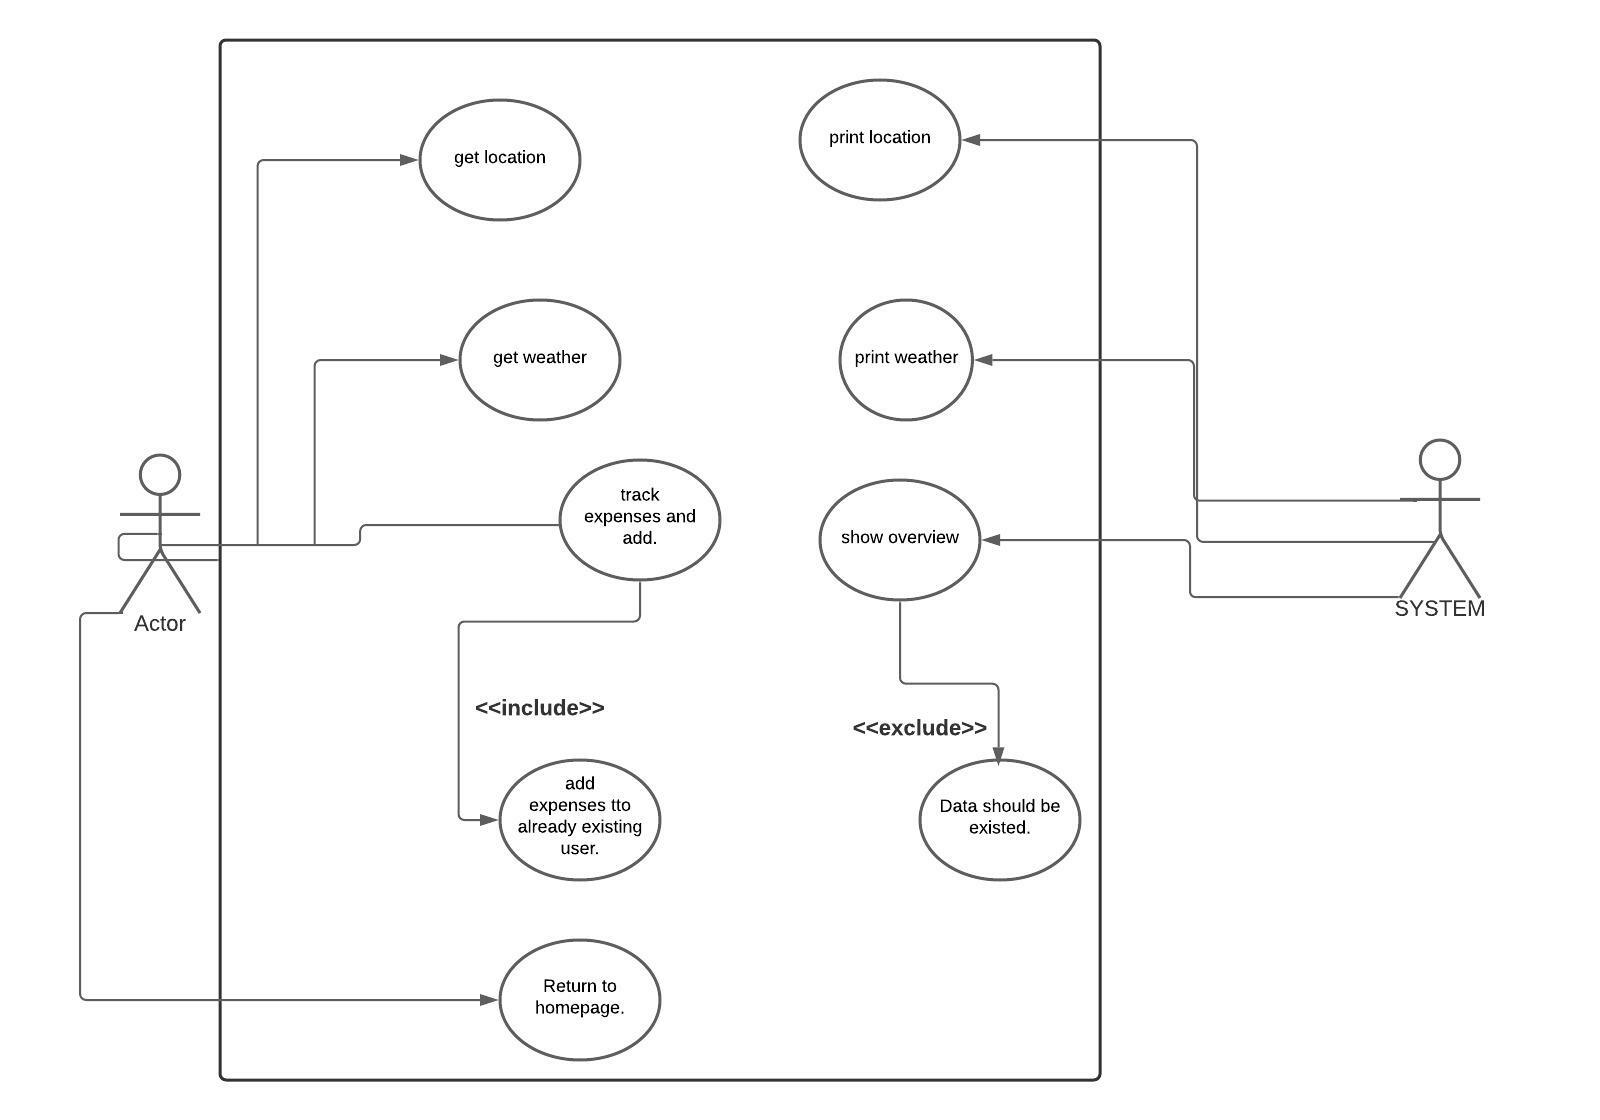 print location
get location
get weather
print weather
track
expenses and
add.
show overview
Actor
SYSTEM
<<include>>
<<exclude>>
add
expenses tto
already existing
user.
Data should be
existed.
Return to
homepage.